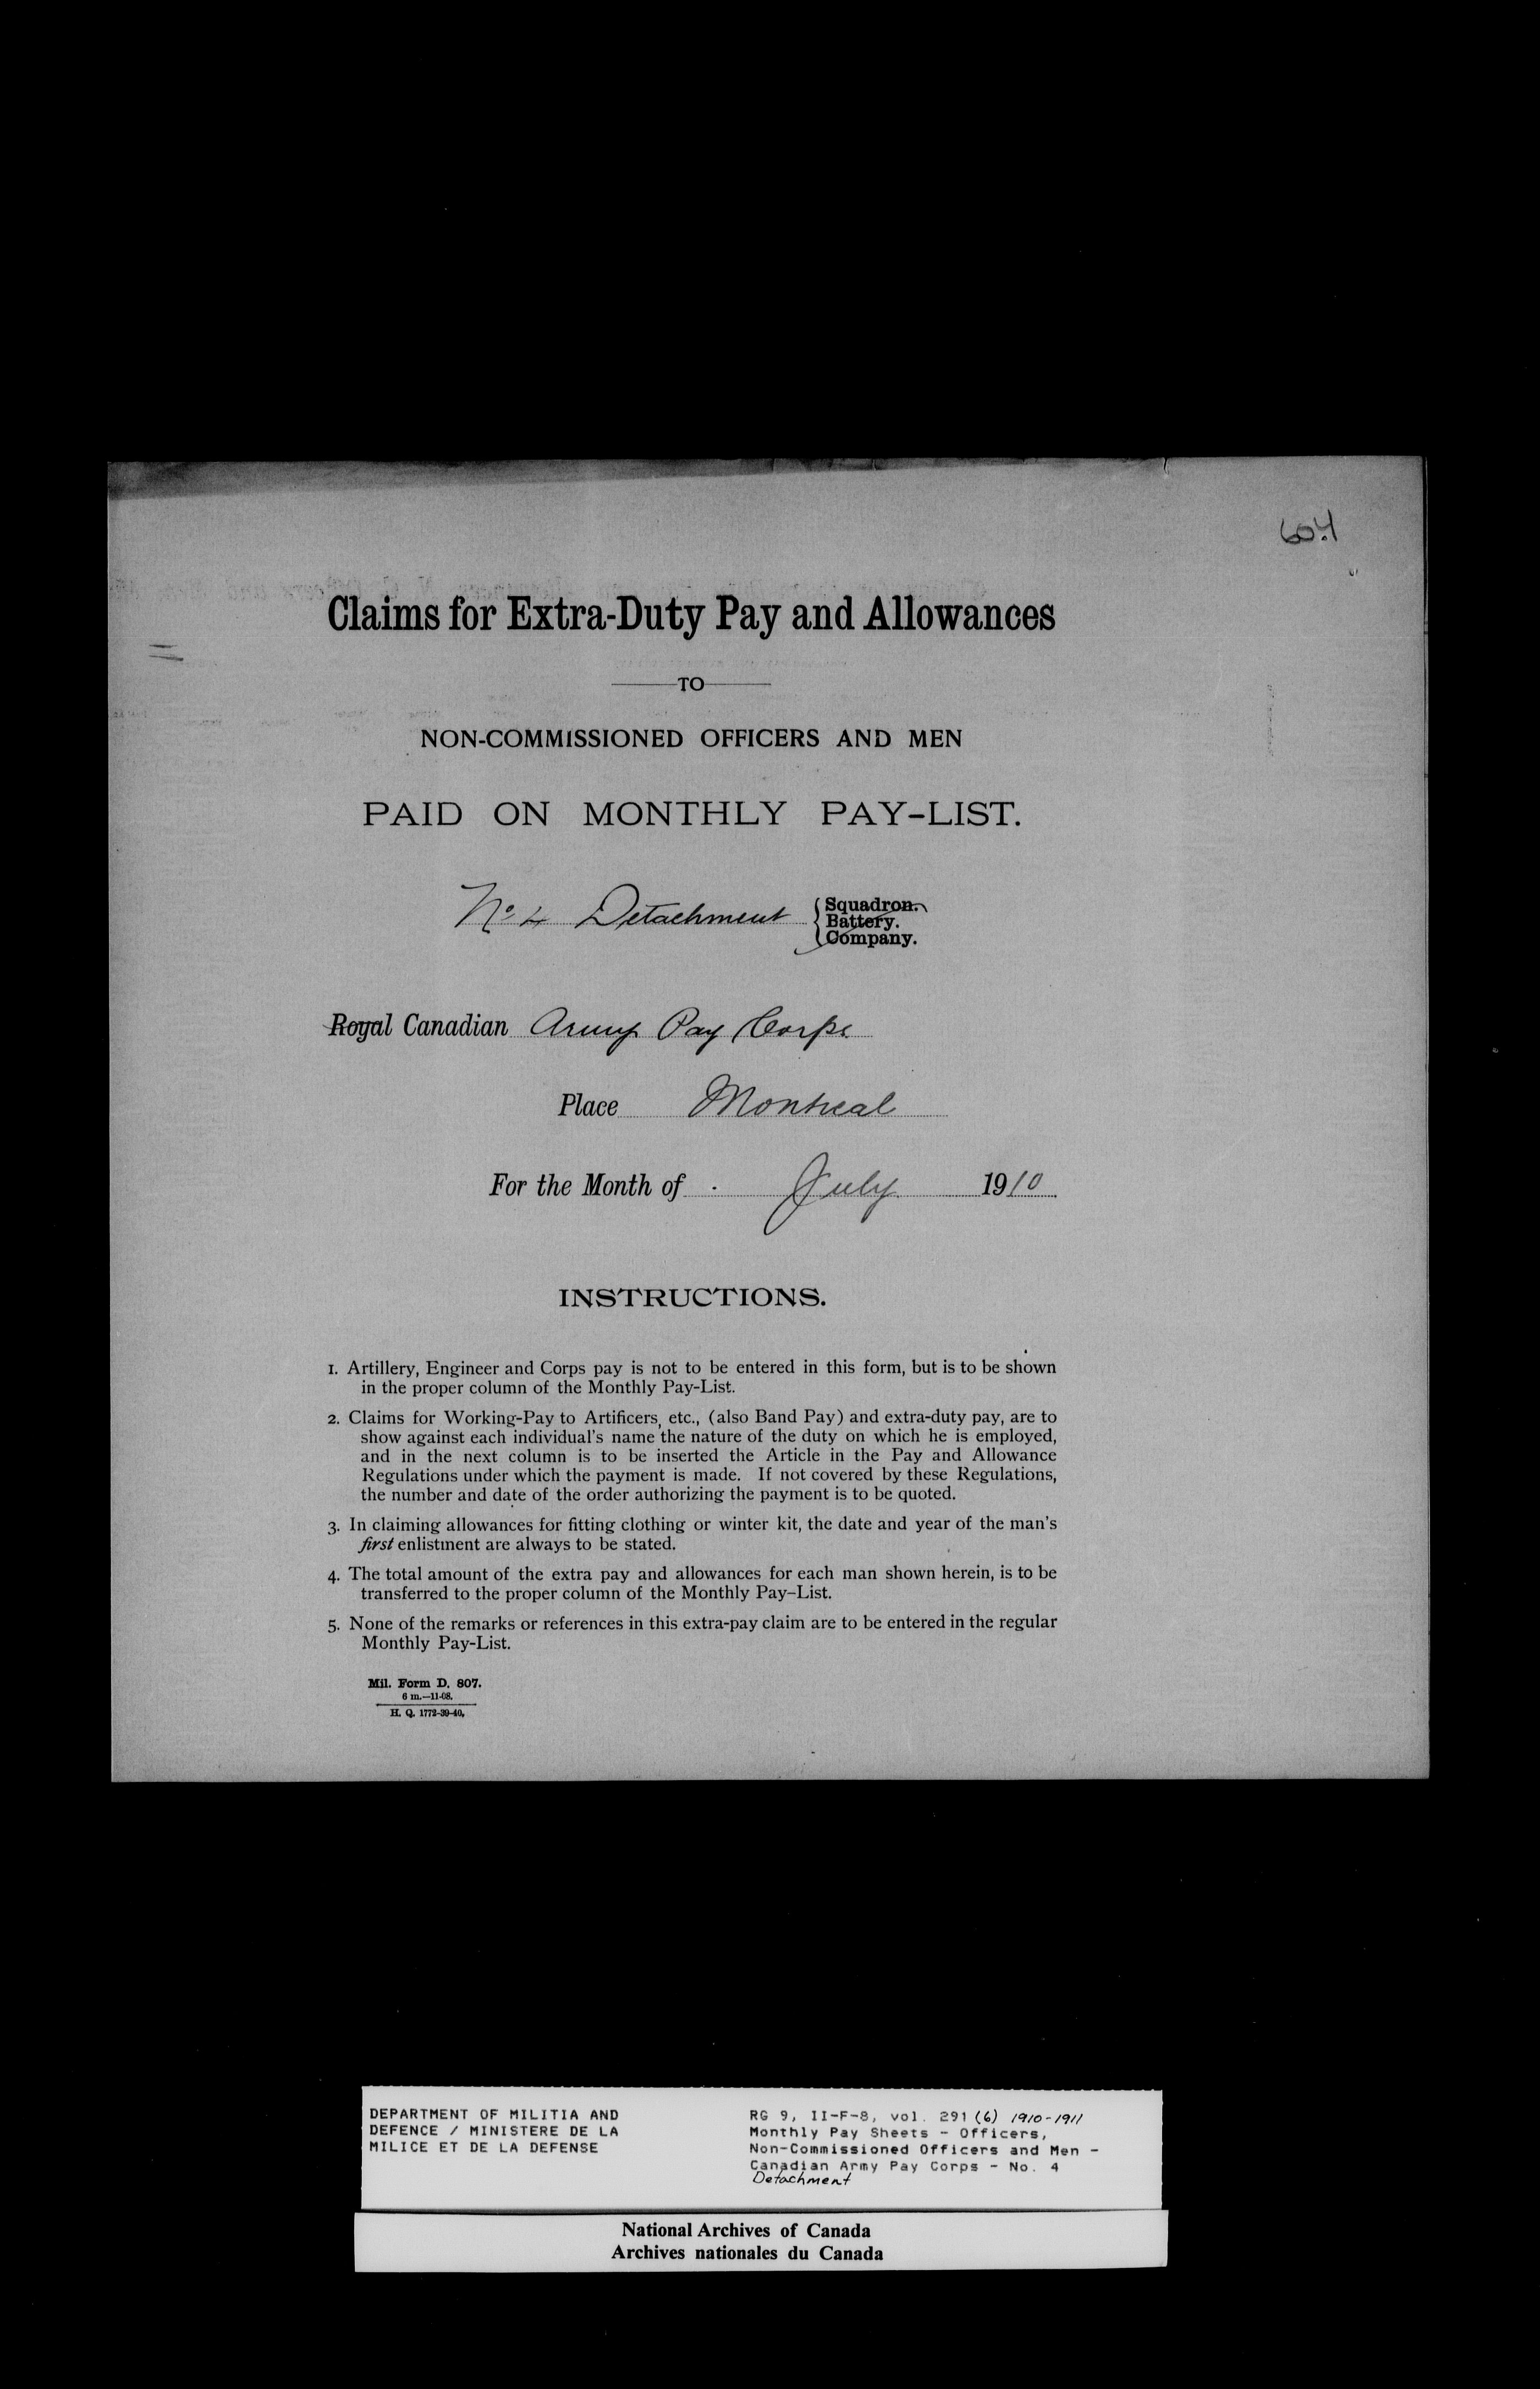 604
Claims for Extra-Duty Pay and Allowances
TO
NON-COMMISSIONED OFFICERS AND MEN
PAID ON MONTHLY PAY-LIST.
No. 4 Detachment { Squadron.
Battery.
Company.
Royal Canadian Army Pay Corps
Place Montreal
For the Month of July 1910
INSTRUCTIONS.
1. Artillery, Engineer and Corps pay is not to be entered in this form, but is to be shown
in the proper column of the Monthly Pay-List.
2. Claims for Working-Pay to Artificers, etc., (also Band Pay) and extra-duty pay, are to
show against each individual's name the nature of the duty on which he is employed,
and in the next column is to be inserted the Article in the Pay and Allowance
Regulations under which the payment is made. If not covered by these Regulations,
the number and date of the order authorizing the payment is to be quoted.
3. In claiming allowances for fitting clothing or winter kit, the date and year of the man's
first enlistment are always to be stated.
4. The total amount of the extra pay and allowances for each man shown herein, is to be
transferred to the proper column of the Monthly Pay-List.
5. None of the remarks or references in this extra-pay claim are to be entered in the regular
Monthly Pay-List.
Mil. Form D. 807.
6 m.—11-08.
H. Q. 1772-39-40.
DEPARTMENT OF MILITIA AND
DEFENCE / MINISTERE DE LA
MILICE ET DE LA DEFENSE
RG 9, II-F-8, vol. 291 (6) 1910-1911
Monthly Pay Sheets - Officers,
Non-Commissioned Officers and Men -
Canadian Army Pay Corps - No. 4
Detachment
National Archives of Canada
Archives nationales du Canada